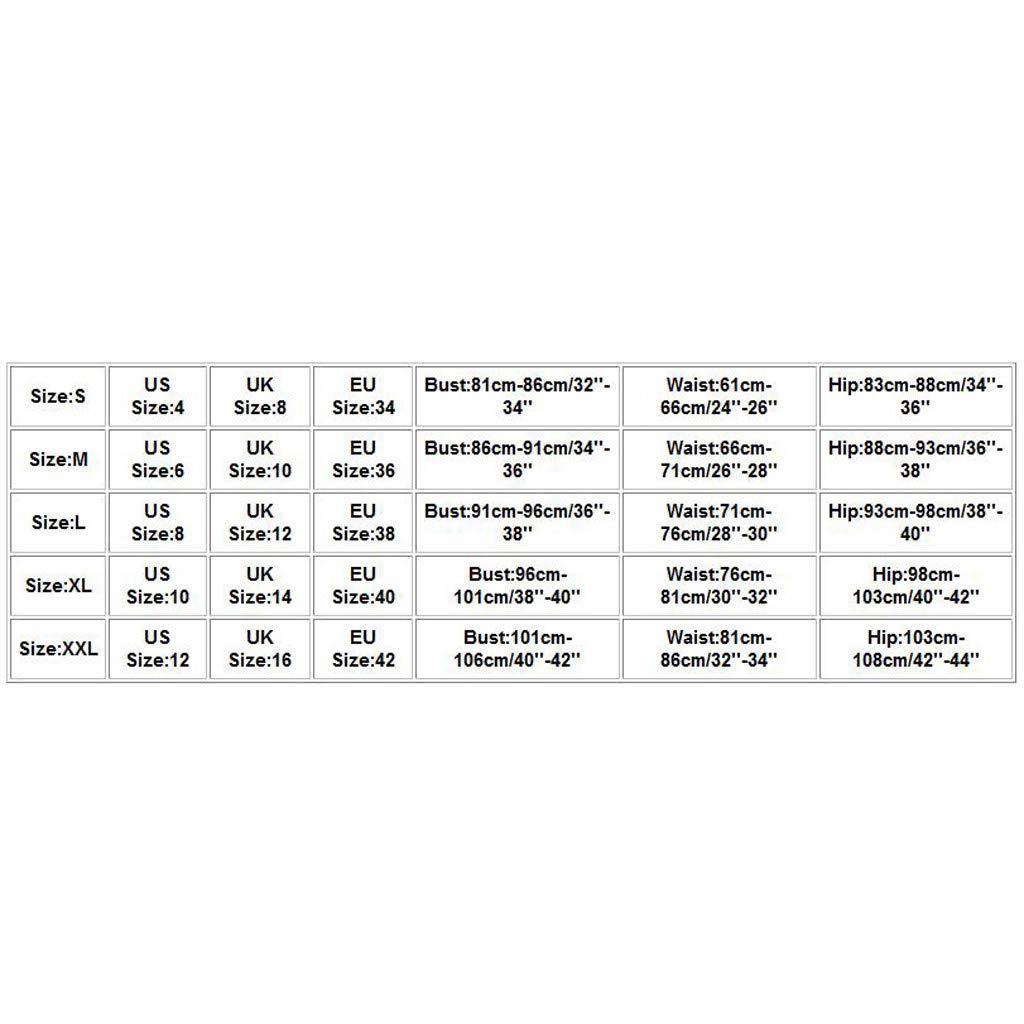 Size:S
US
Size:4
UK
Size:8
EU
Size:34
Bust:81cm-86cm/32"-
34"
Waist:61cm-
66cm/24"-26"
Hip:83cm-88cm/34"-
36"
Size:M
US
Size:6
UK
Size:10
EU
Size:36
Bust:86cm-91cm/34"-
36"
Waist:66cm-
71cm/26"-28"
Hip:88cm-93cm/36"-
38"
Size:L
US
Size:8
UK
Size:12
EU
Size:38
Bust:91cm-96cm/36"-
38"
Waist:71cm-
76cm/28"-30"
Hip:93cm-98cm/38"-
40"
Size:XL
US
Size:10
UK
Size:14
EU
Size:40
Bust:96cm-
101cm/38"-40"
Waist:76cm-
81cm/30"-32"
Hip:98cm-
103cm/40"-42"
Size:XXL
US
Size:12
UK
Size:16
EU
Size:42
Bust:101cm-
106cm/40"-42"
Waist:81cm-
86cm/32"-34"
Hip:103cm-
108cm/42"-44"